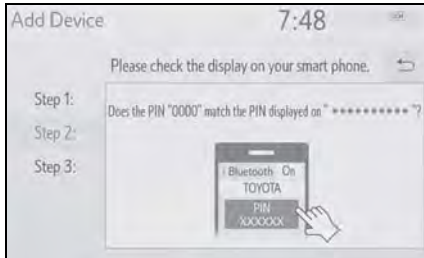 Add Device 7:48
Please check the display on your smart phone.
Step 1:
Does the PIN "0000" match the PIN displayed on " ********** "?
Step 2:
Step 3:
Bluetooth On
TOYOTA
PIN
XXXXXX